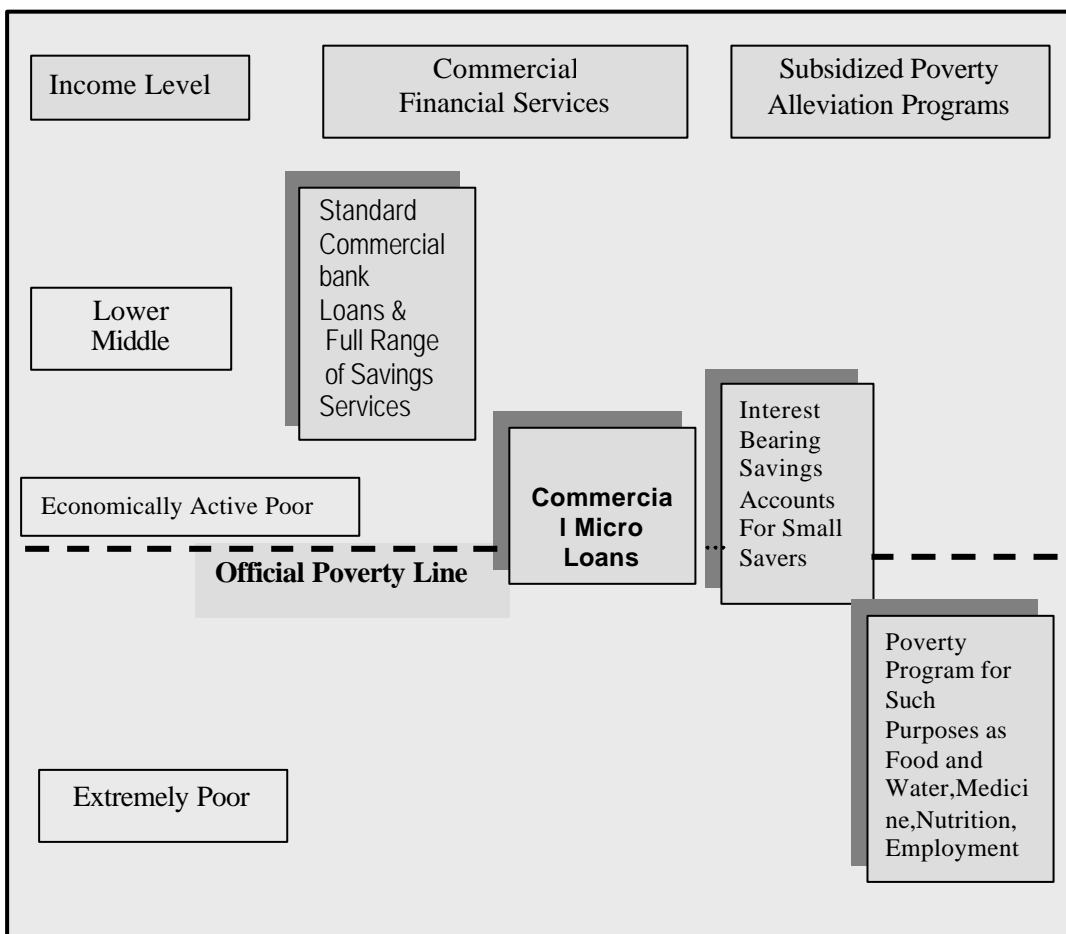 Income Level
Commercial
Financial Services
Subsidized Poverty
Alleviation Programs
Standard
Commercial
bank
Loans &
Full Range
of Savings
Services
Lower
Middle
Interest
Bearing
Savings
Accounts
For Small
Savers
Commercia
l Micro
Loans
Economically Active Poor
Official Poverty Line
Poverty
Program for
Such
Purposes as
Food and
Water,Medici
ne,Nutrition,
Employment
Extremely Poor